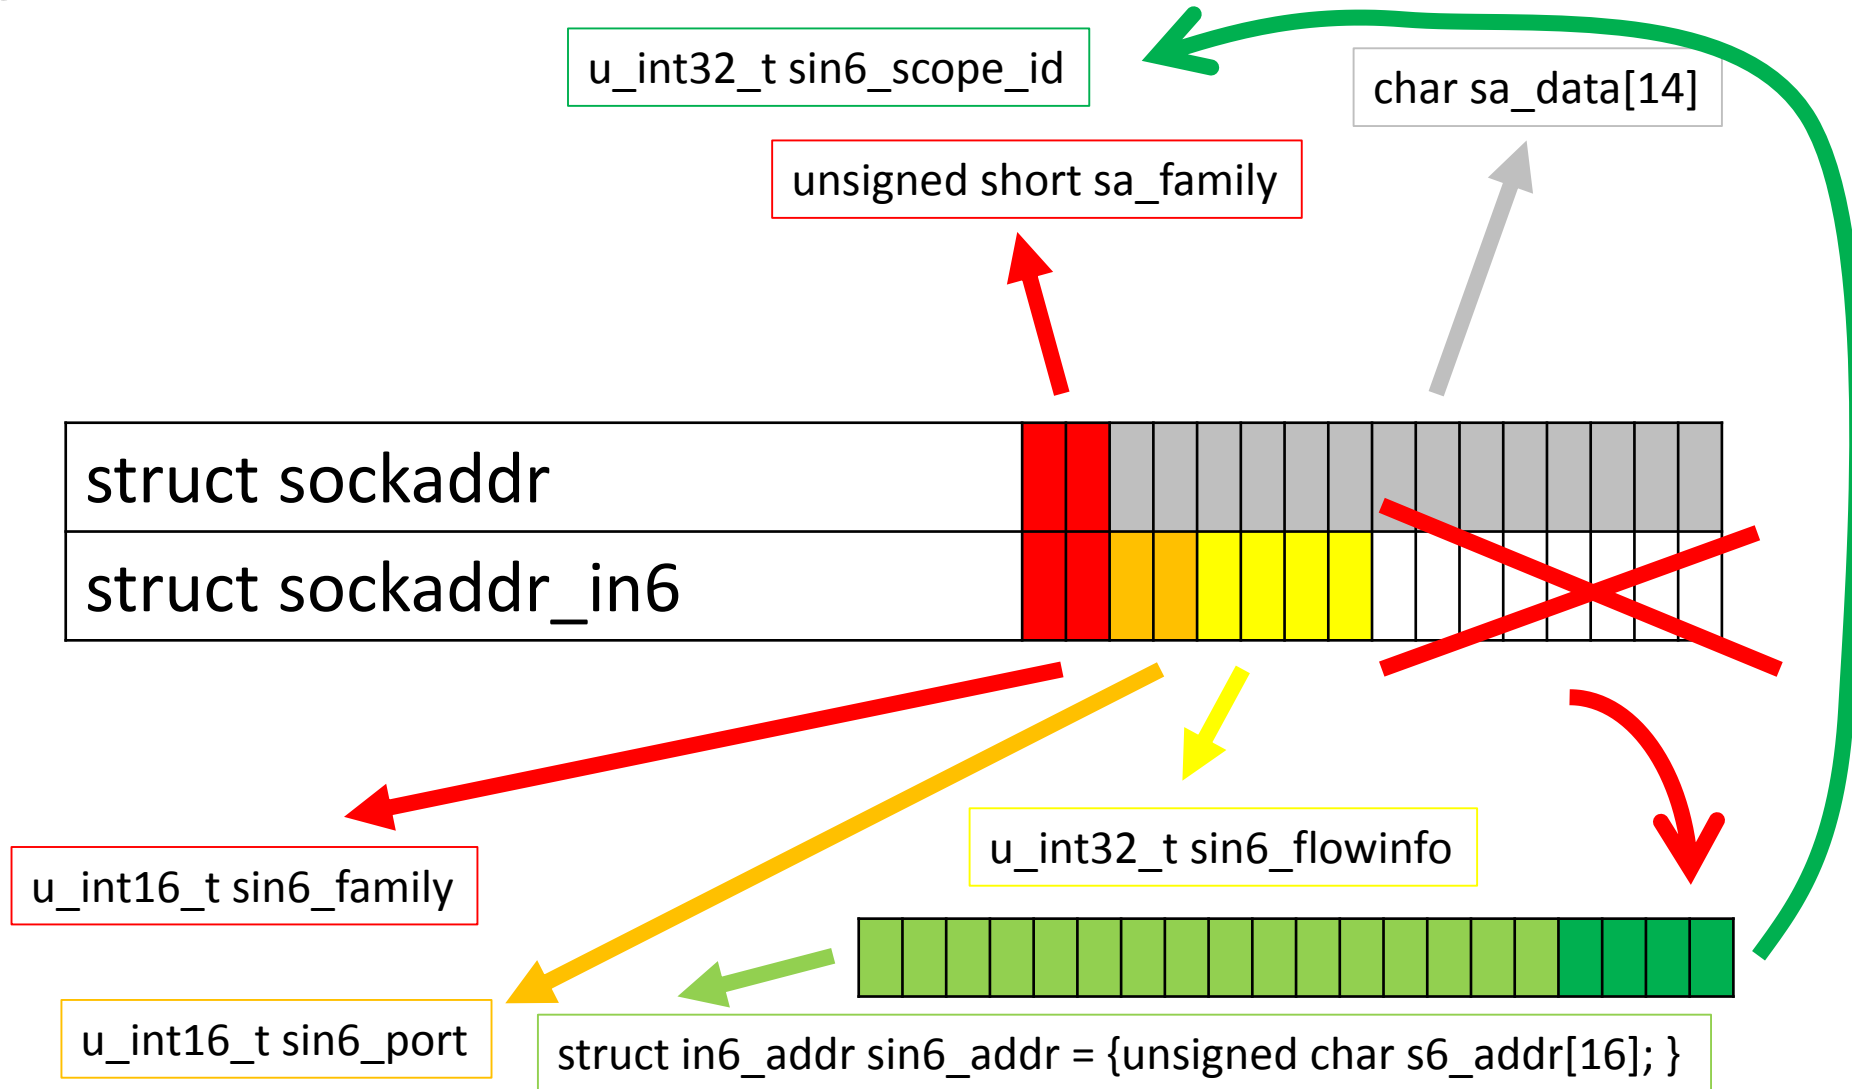 u_int32_t sin6_scope_id
char sa_data[14]
unsigned short sa_family
struct sockaddr
struct sockaddr_in6
u_int32_t sin6_flowinfo
u_int16_t sin6_family
u_int16_t sin6_port
struct in6_addr sin6_addr = {unsigned char s6_addr[16]; }